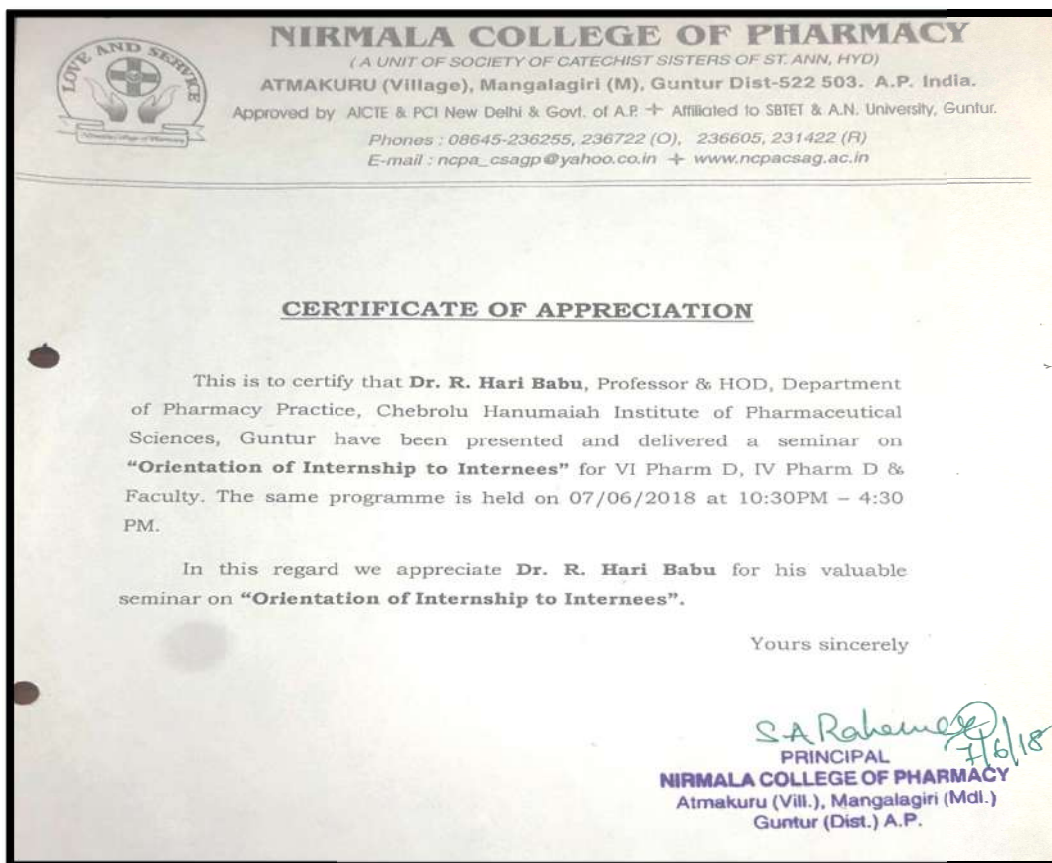 LOVE AND SERVICE
NIRMALA COLLEGE OF PHARMACY
( A UNIT OF SOCIETY OF CATECHIST SISTERS OF ST. ANN, HYD)
ATMAKURU (Village), Mangalagiri (M), Guntur Dist-522 503. A.P. India.
Approved by AICTE & PCI New Delhi & Govt. of A.P. + Affiliated to SBTET & A.N. University, Guntur.
Phones : 08645-236255, 236722 (O), 236605, 231422 (R)
E-mail : ncpa_csagp@yahoo.co.in + www.ncpacsag.ac.in
CERTIFICATE OF APPRECIATION
This is to certify that Dr. R. Hari Babu, Professor & HOD, Department
of Pharmacy Practice, Chebrolu Hanumaiah Institute of Pharmaceutical
Sciences, Guntur have been presented and delivered a seminar on
“Orientation of Internship to Internees” for VI Pharm D, IV Pharm D &
Faculty. The same programme is held on 07/06/2018 at 10:30PM – 4:30
PM.
In this regard we appreciate Dr. R. Hari Babu for his valuable
seminar on “Orientation of Internship to Internees”.
Yours sincerely
S.A
7/6/18
PRINCIPAL
NIRMALA COLLEGE OF PHARMACY
Atmakuru (Vill.), Mangalagiri (Mdl.)
Guntur (Dist.) A.P.